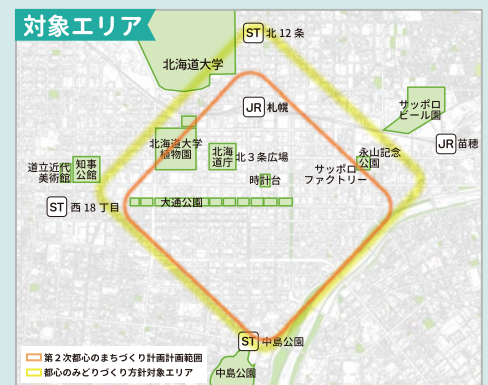 対象エリア
ST 北12条
北海道大学
JR 札幌
サッポロ
ビール園
北海道大学
植物園
北海
道庁
北3条広場
永山記念
公園
JR 苗穂
道立近代
美術館
知事
公館
時計台
サッポロ
ファクトリー
ST 西18丁目
大通公園
ST 中島公園
中島公園
第2次都心のまちづくり計画計画範囲
都心のみどりづくり方針対象エリア